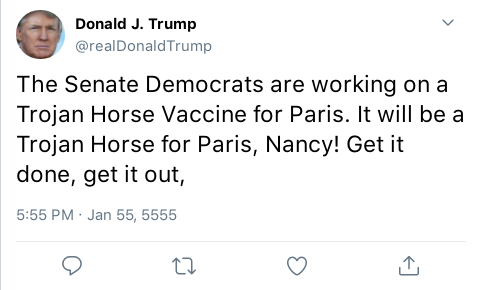 Donald J. Trump
@realDonaldTrump
The Senate Democrats are working on a
Trojan Horse Vaccine for Paris. It will be a
Trojan Horse for Paris, Nancy! Get it
done, get it out,
5:55 PM · Jan 55, 5555